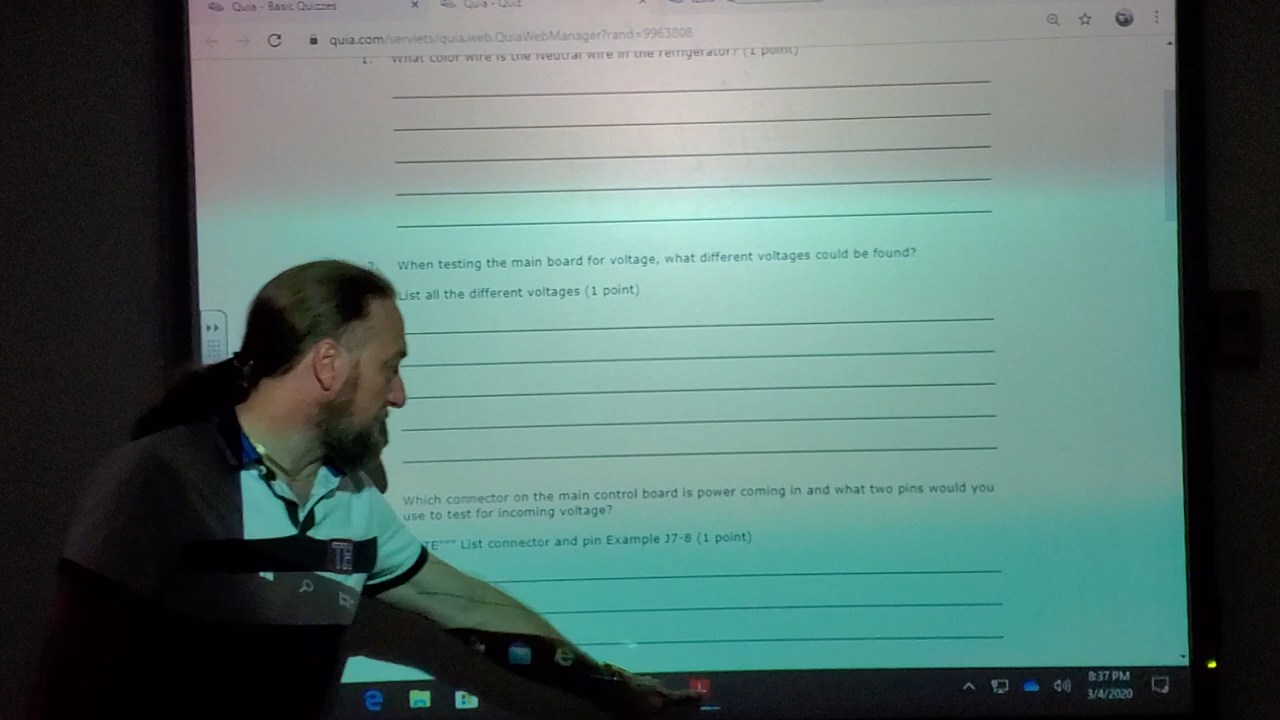 Quia - Basic Quizzes
Quia - Quiz
quia.com/servlets/quia.web.QuiaWebManager?rand=9963808
1. What color wire is the Neutral wire in the refrigerator? (1 point)
2. When testing the main board for voltage, what different voltages could be found?
List all the different voltages (1 point)
Which connector on the main control board is power coming in and what two pins would you
use to test for incoming voltage?
TE*** List connector and pin Example J7-8 (1 point)
8:37 PM
3/4/2020